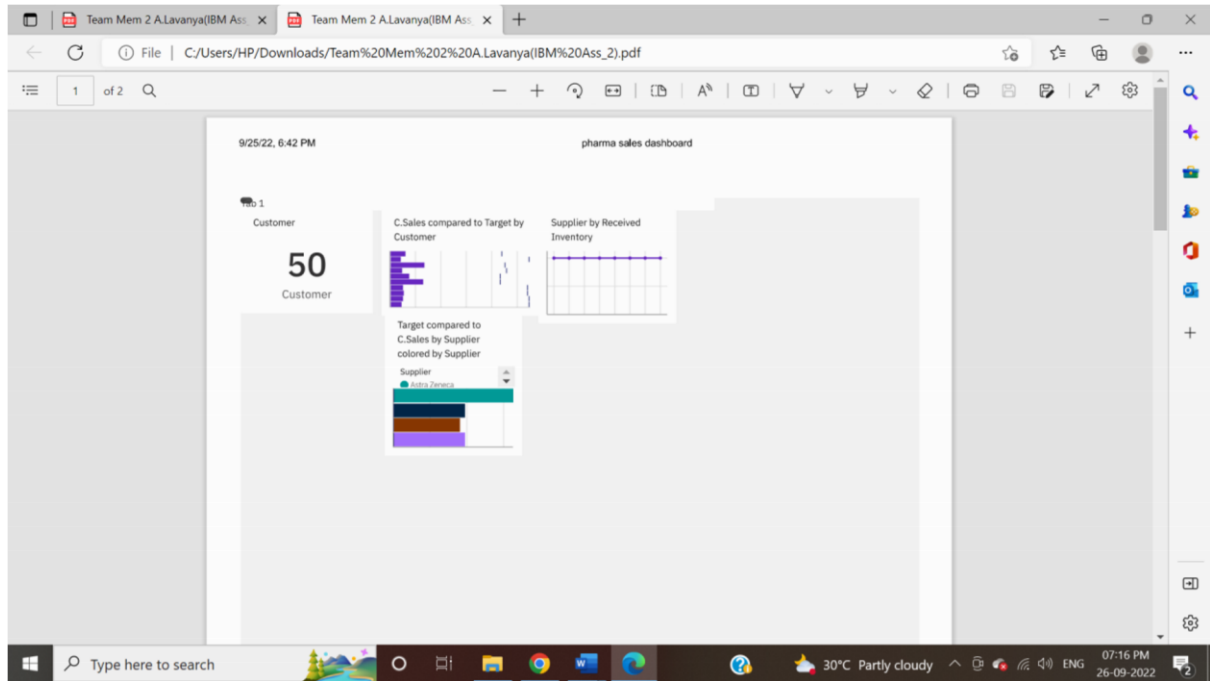 Team Mem 2 A.Lavanya(IBM Ass
Team Mem 2 A.Lavanya(IBM Ass
File | C:/Users/HP/Downloads/Team%20Mem%202%20A.Lavanya(IBM%20Ass_2).pdf
1 of 2
9/25/22, 6:42 PM pharma sales dashboard
Tab 1
Customer
50
Customer
C.Sales compared to Target by
Customer
Supplier by Received
Inventory
Target compared to
C.Sales by Supplier
colored by Supplier
Supplier
Astra Zeneca
Type here to search
30°C Partly cloudy
ENG
07:16 PM
26-09-2022
2